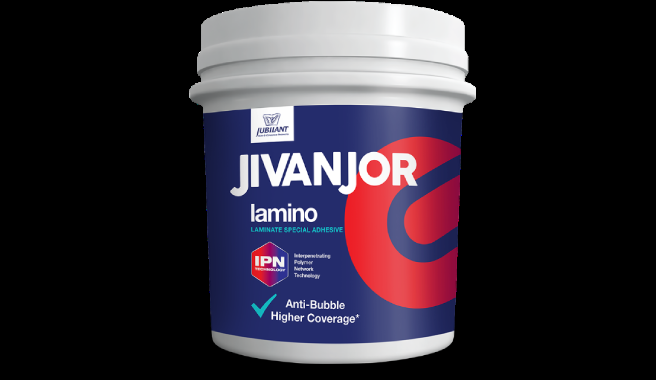 JUBILANT
JIVANJOR
lamino
LAMINATE SPECIAL ADHESIVE
IPN
TECHNOLOGY
Interpenetrating
Polymer
Network
Technology
Anti-Bubble
Higher Coverage*